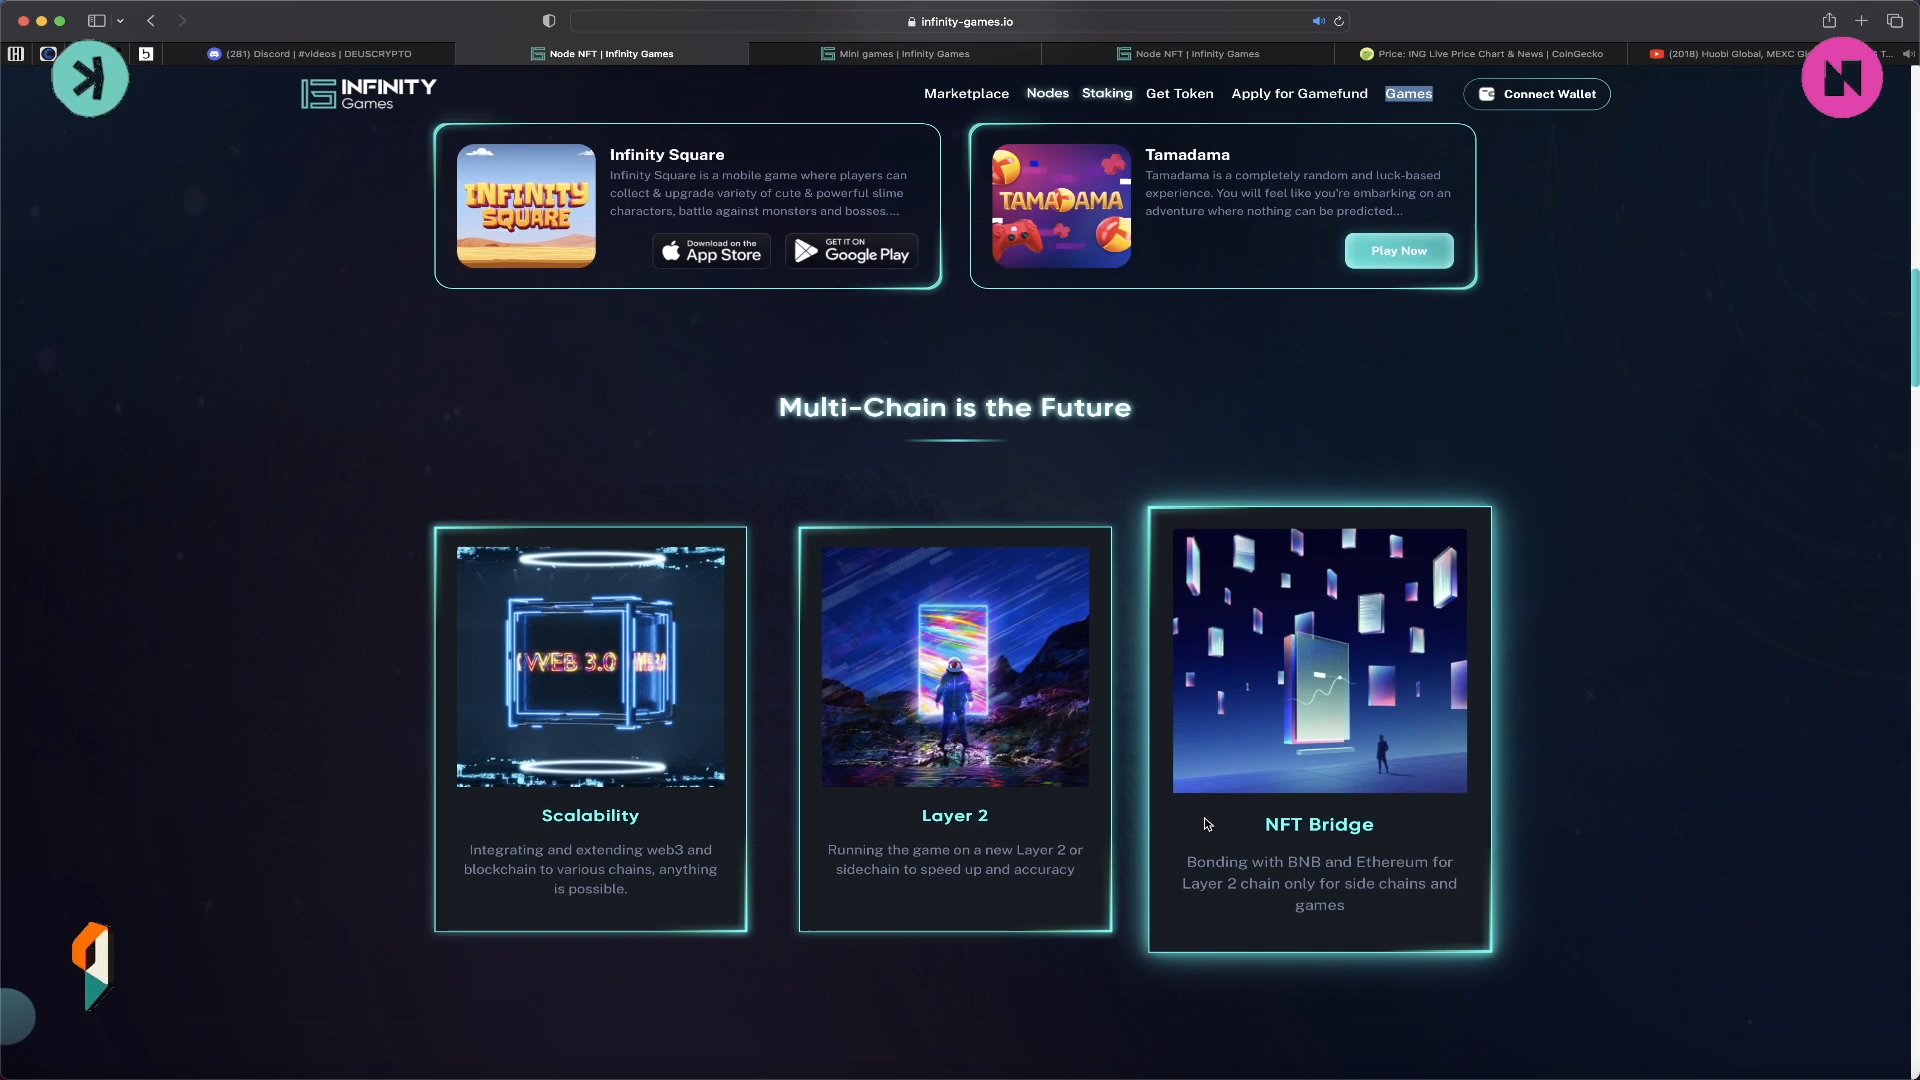 infinity-games.io
(281) Discord | #videos | DEUSCRYPTO
Node NFT | Infinity Games
Mini games | Infinity Games
Node NFT | Infinity Games
Price: ING Live Price Chart & News | CoinGecko
(2018) Huobi Global, MEXC
INFINITY
Games
Marketplace
Nodes
Staking
Get Token
Apply for Gamefund
Games
Connect Wallet
INFINITY
SQUARE
Infinity Square
Infinity Square is a mobile game where players can
collect & upgrade variety of cute & powerful slime
characters, battle against monsters and bosses....
Download on the
App Store
GET IT ON
Google Play
TAMADAMA
Tamadama
Tamadama is a completely random and luck-based
experience. You will feel like you're embarking on an
adventure where nothing can be predicted...
Play Now
Multi-Chain is the Future
WEB 3.0
Scalability
Integrating and extending web3 and
blockchain to various chains, anything
is possible.
Layer 2
Running the game on a new Layer 2 or
sidechain to speed up and accuracy
NFT Bridge
Bonding with BNB and Ethereum for
Layer 2 chain only for side chains and
games